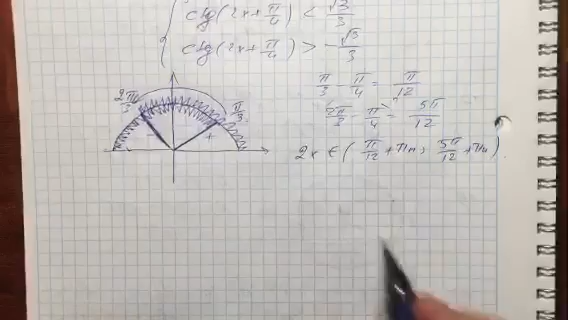 ctg(2x+π/4) < √3/3
ctg(2x+π/4) > -√3/3
π/3 - π/4 = π/12
2π/3 - π/4 = 5π/12
2π/3
π/3
2x ∈ (π/12 + πn; 5π/12 + πn).